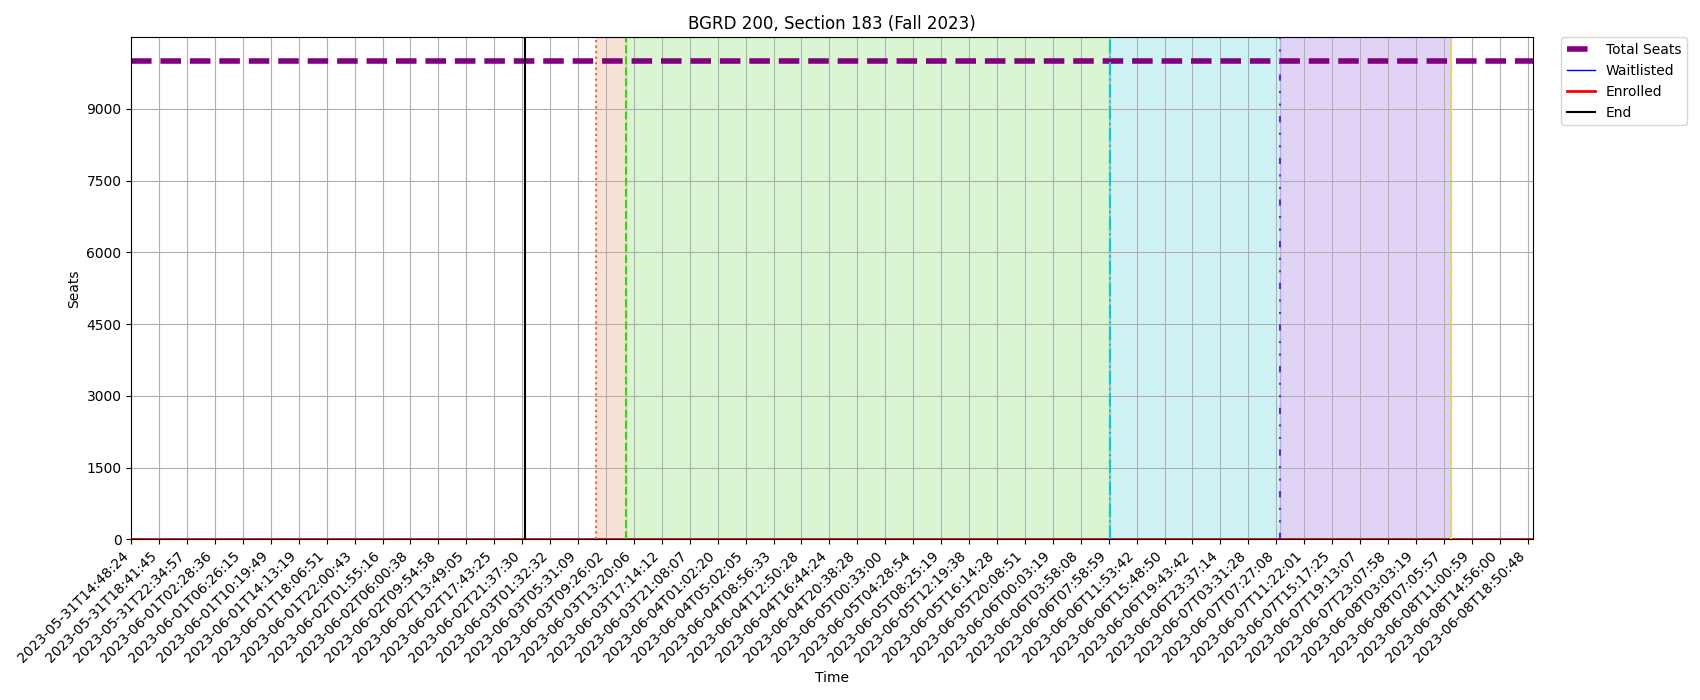 BGRD 200, Section 183 (Fall 2023)
Total Seats
Waitlisted
Enrolled
End
Seats
9000
7500
6000
4500
3000
1500
0
2023-05-31T14:48:24
2023-05-31T18:41:45
2023-05-31T22:34:57
2023-06-01T02:28:36
2023-06-01T06:26:15
2023-06-01T10:19:49
2023-06-01T14:13:19
2023-06-01T18:06:51
2023-06-01T22:00:43
2023-06-02T01:55:16
2023-06-02T06:00:38
2023-06-02T09:54:58
2023-06-02T13:49:05
2023-06-02T17:43:25
2023-06-02T21:37:30
2023-06-03T01:32:32
2023-06-03T05:31:09
2023-06-03T09:26:02
2023-06-03T13:20:06
2023-06-03T17:14:12
2023-06-03T21:08:07
2023-06-04T01:02:20
2023-06-04T05:02:05
2023-06-04T08:56:33
2023-06-04T12:50:28
2023-06-04T16:44:24
2023-06-04T20:38:28
2023-06-05T00:33:00
2023-06-05T04:28:54
2023-06-05T08:25:19
2023-06-05T12:19:38
2023-06-05T16:14:28
2023-06-05T20:08:51
2023-06-06T00:03:19
2023-06-06T03:58:08
2023-06-06T07:58:59
2023-06-06T11:53:42
2023-06-06T15:48:50
2023-06-06T19:43:42
2023-06-06T23:37:14
2023-06-07T03:31:28
2023-06-07T07:27:08
2023-06-07T11:22:01
2023-06-07T15:17:25
2023-06-07T19:13:07
2023-06-07T23:07:58
2023-06-08T03:03:19
2023-06-08T07:05:57
2023-06-08T11:00:59
2023-06-08T14:56:00
2023-06-08T18:50:48
Time